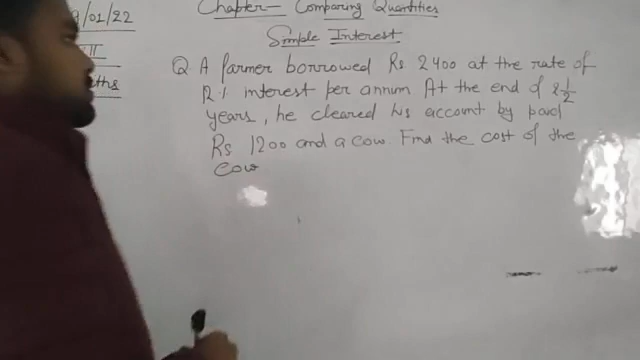 /01/22
Chapter- Comparing Quantities
Simple Interest
Q A farmer borrowed Rs 2400 at the rate of
12% interest per annum At the end of 2 1/2
years, he cleared his account by paid
Rs 1200 and a cow. Find the cost of the
cow